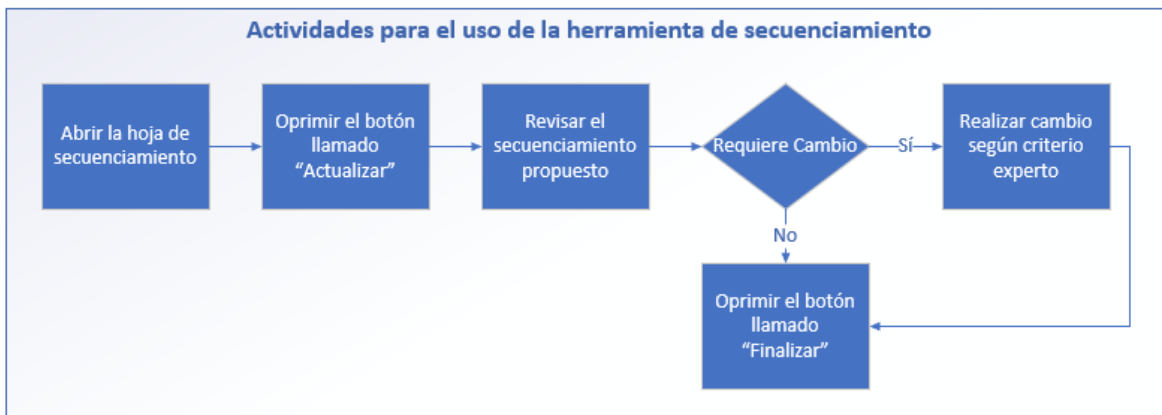 Actividades para el uso de la herramienta de secuenciamiento
Abrir la hoja de
secuenciamiento
Oprimir el botón
llamado
“Actualizar”
Revisar el
secuenciamiento
propuesto
Requiere Cambio
Sí
Realizar cambio
según criterio
experto
No
Oprimir el botón
llamado
“Finalizar”